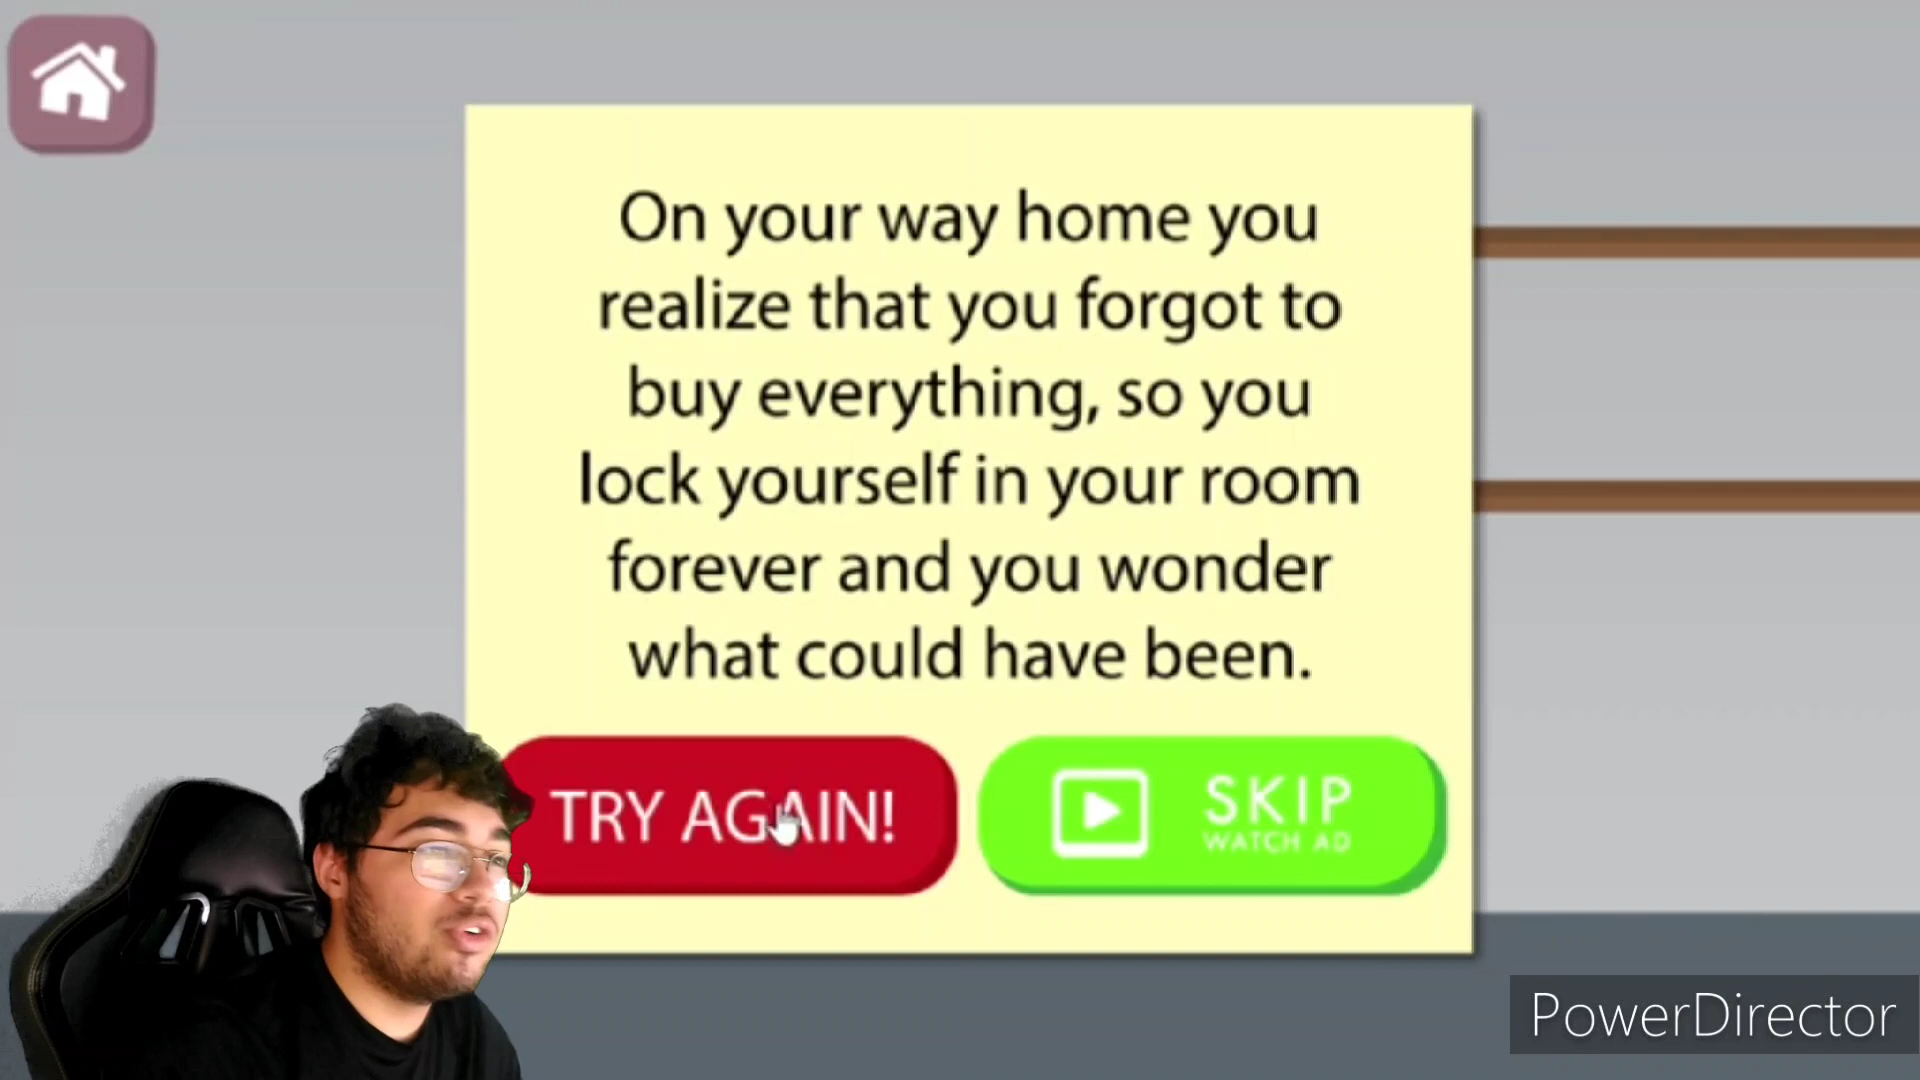 On your way home you
realize that you forgot to
buy everything, so you
lock yourself in your room
forever and you wonder
what could have been.
TRY AGAIN!
SKIP
WATCH AD
PowerDirector